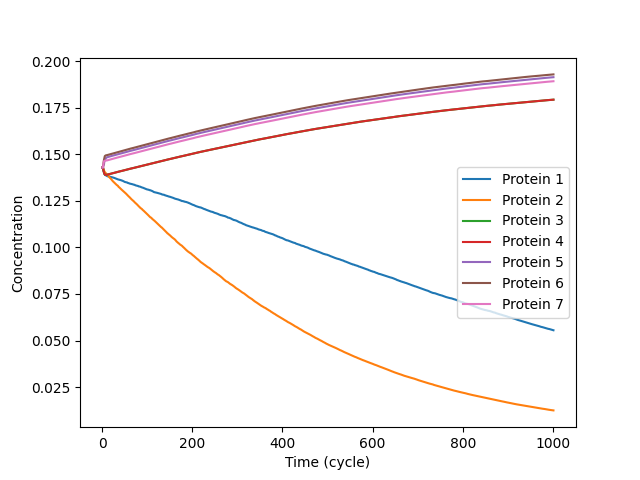 0.200
0.175
0.150
0.125
0.100
0.075
0.050
0.025
Concentration
Protein 1
Protein 2
Protein 3
Protein 4
Protein 5
Protein 6
Protein 7
0 200 400 600 800 1000
Time (cycle)